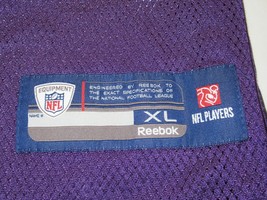 EQUIPMENT
NFL
ENGINEERED BY REEBOK TO
THE EXACT SPECIFICATIONS OF
THE NATIONAL FOOTBALL LEAGUE
XL
Reebok
NFL PLAYERS